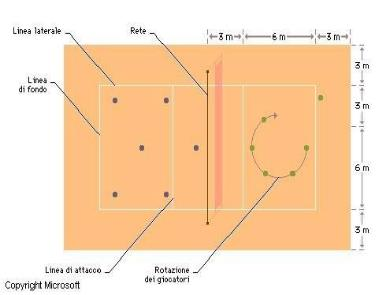 Linea laterale
Rete
3 m
6 m
3 m
Linea
di fondo
3 m
3 m
6 m
3 m
Linea di attacco
Rotazione
dei giocatori
Copyright Microsoft